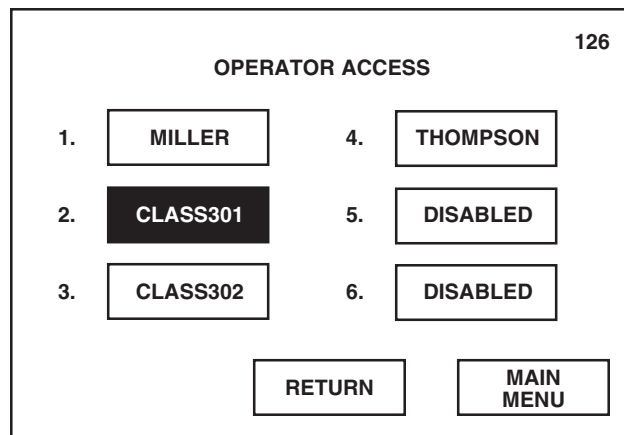 126
OPERATOR ACCESS
1. MILLER 4. THOMPSON
2. CLASS301 5. DISABLED
3. CLASS302 6. DISABLED
RETURN MAIN
MENU